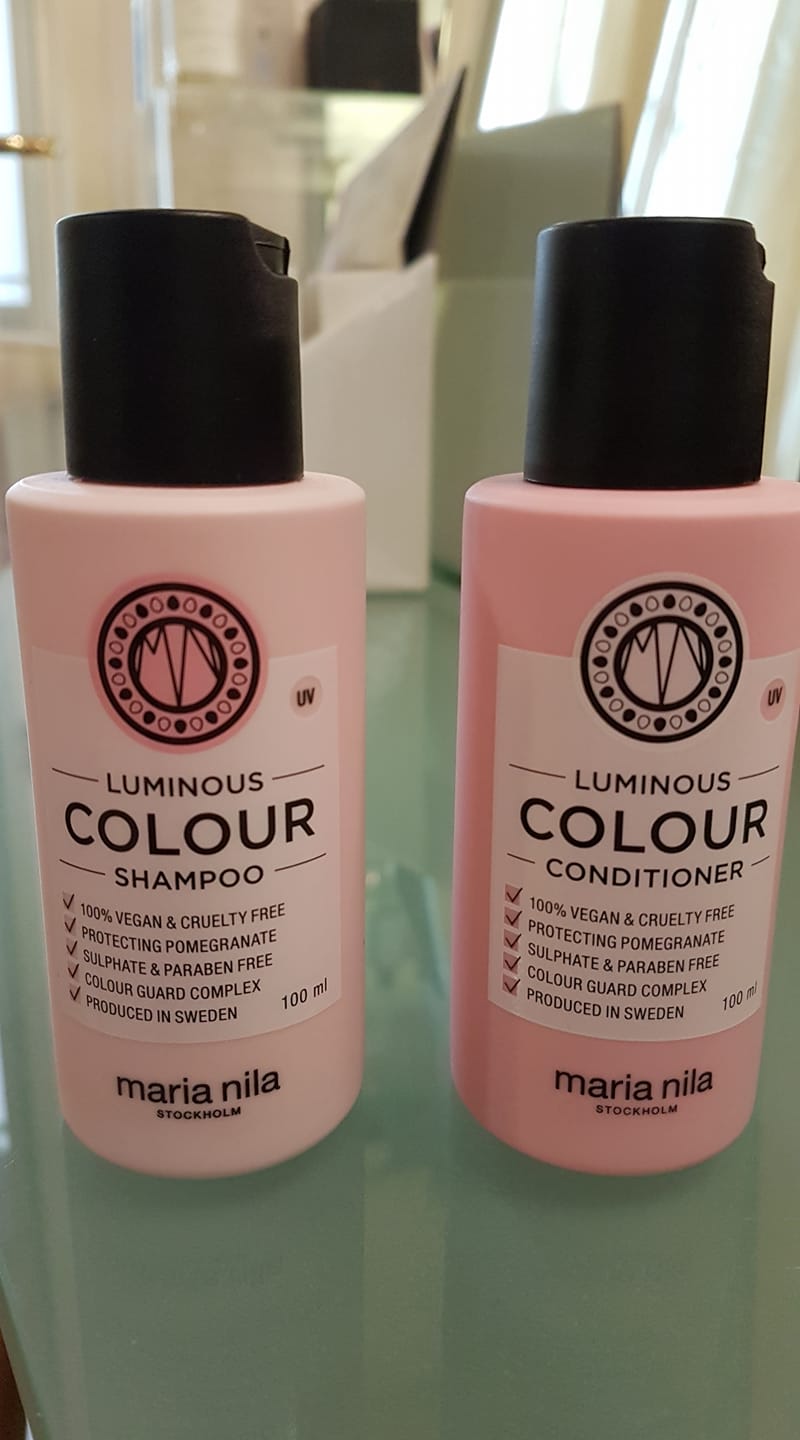 MN
UV
LUMINOUS
COLOUR
SHAMPOO
100% VEGAN & CRUELTY FREE
PROTECTING POMEGRANATE
SULPHATE & PARABEN FREE
COLOUR GUARD COMPLEX
PRODUCED IN SWEDEN
100 ml
maria nila
STOCKHOLM
MN
UV
LUMINOUS
COLOUR
CONDITIONER
100% VEGAN & CRUELTY FREE
PROTECTING POMEGRANATE
SULPHATE & PARABEN FREE
COLOUR GUARD COMPLEX
PRODUCED IN SWEDEN
100 ml
maria nila
STOCKHOLM